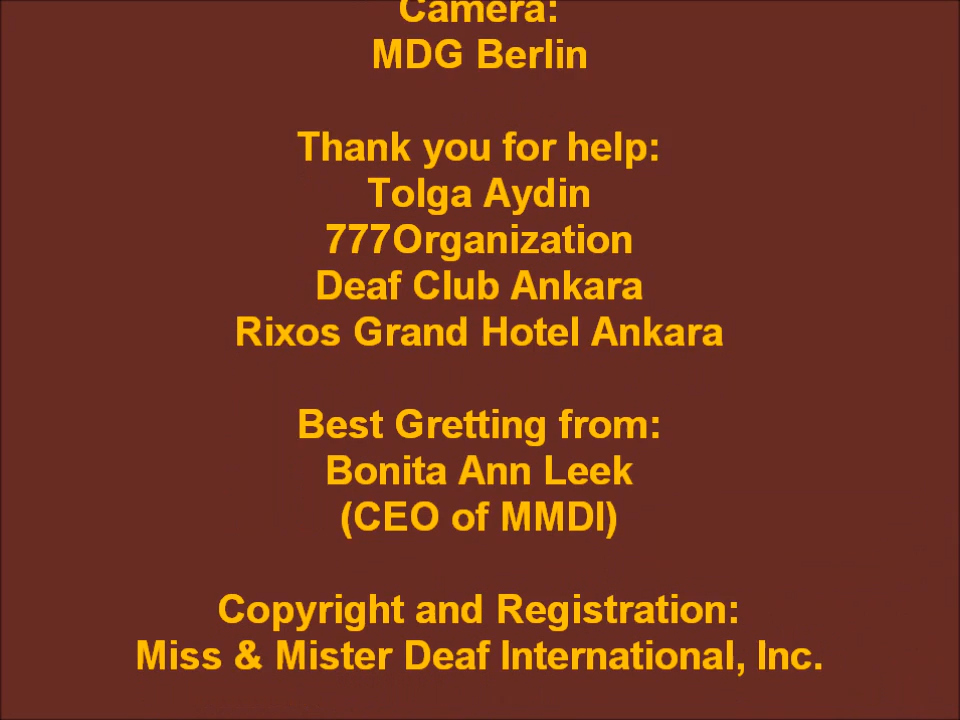 Camera:
MDG Berlin
Thank you for help:
Tolga Aydin
777Organization
Deaf Club Ankara
Rixos Grand Hotel Ankara
Best Gretting from:
Bonita Ann Leek
(CEO of MMDI)
Copyright and Registration:
Miss & Mister Deaf International, Inc.